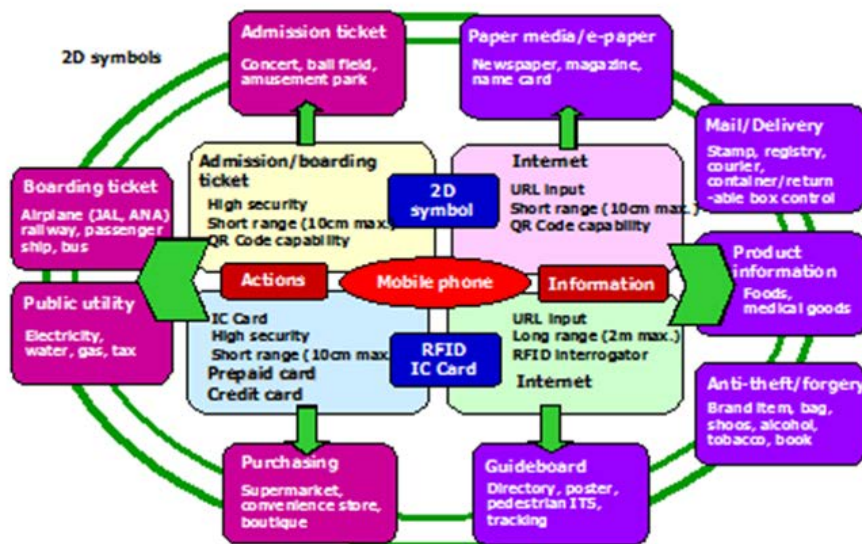 2D symbols
Admission ticket
Concert, ball field,
amusement park
Paper media/e-paper
Newspaper, magazine,
name card
Mail/Delivery
Stamp, registry,
courier,
container/return
-able box control
Boarding ticket
Airplane (JAL, ANA)
railway, passenger
ship, bus
Admission/boarding
ticket
High security
Short range (10cm max.)
QR Code capability
2D
symbol
Internet
URL input
Short range (10cm max.)
QR Code capability
Product
information
Foods,
medical goods
Actions
Mobile phone
Information
Public utility
Electricity,
water, gas, tax
IC Card
High security
Short range (10cm max.
Prepaid card
Credit card
RFID
IC Card
URL input
Long range (2m max.)
RFID interrogator
Internet
Anti-theft/forgery
Brand item, bag,
shoos, alcohol,
tobacco, book
Purchasing
Supermarket,
convenience store,
boutique
Guideboard
Directory, poster,
pedestrian ITS,
tracking